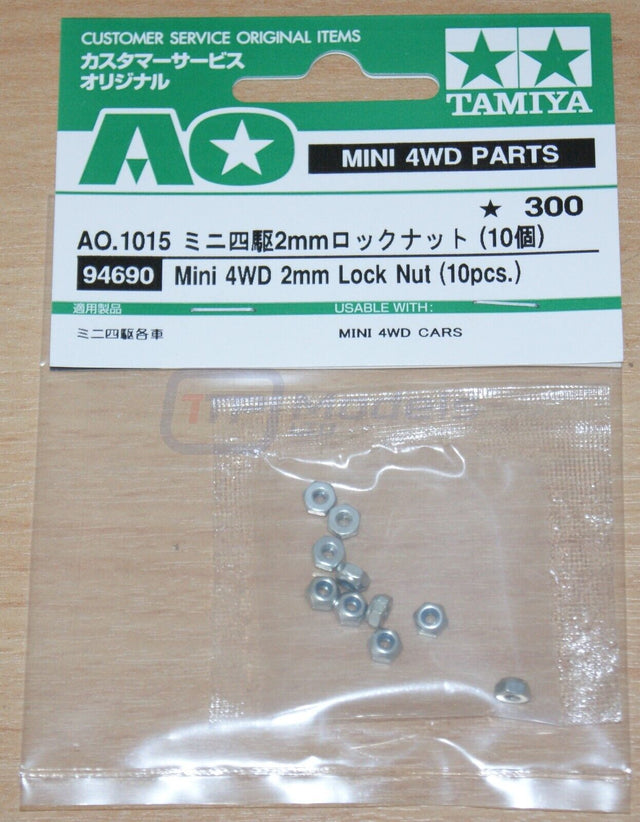 CUSTOMER SERVICE ORIGINAL ITEMS
カスタマーサービス
オリジナル
TAMIYA
AO
MINI 4WD PARTS
★ 300
AO.1015 ミニ四駆2mmロックナット (10個)
94690 Mini 4WD 2mm Lock Nut (10pcs.)
適用製品 USABLE WITH:
ミニ四駆各車 MINI 4WD CARS
Models